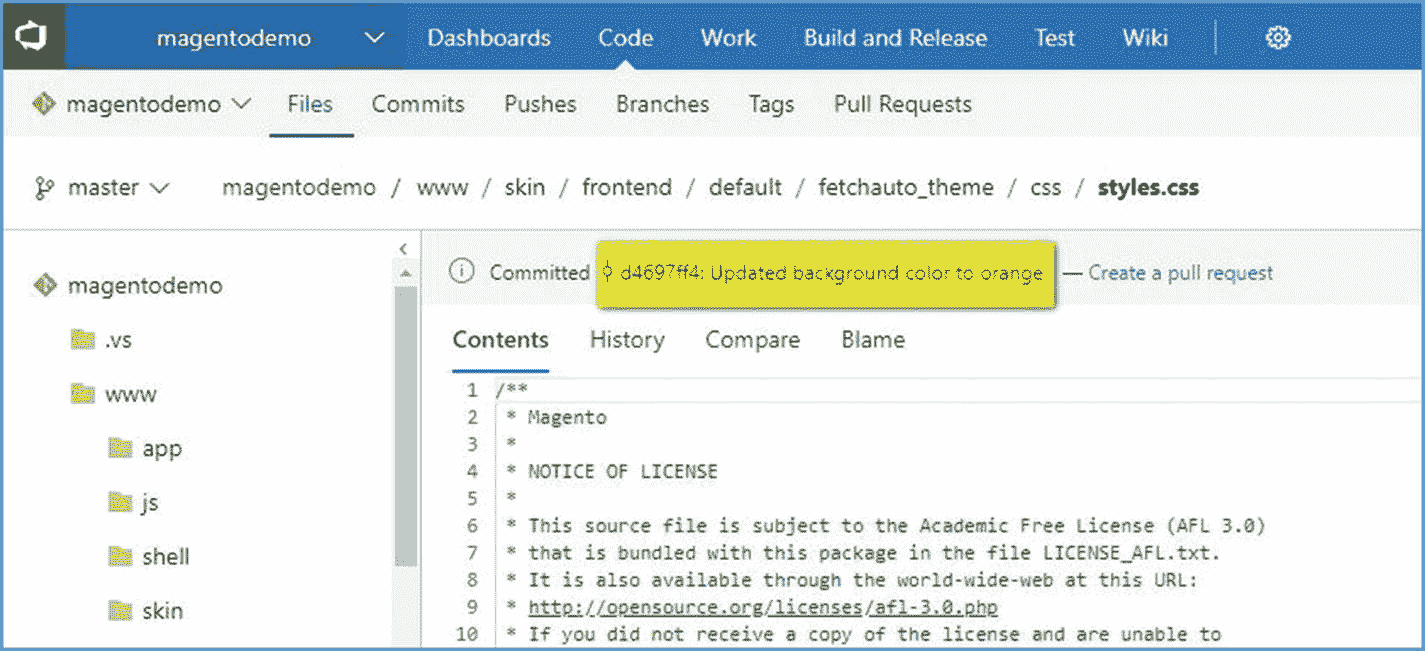 magentodemo Dashboards Code Work Build and Release Test Wiki
magentodemo Files Commits Pushes Branches Tags Pull Requests
master magentodemo / www / skin / frontend / default / fetchauto_theme / css / styles.css
Committed d4697ff4: Updated background color to orange — Create a pull request
magentodemo
.vs
www
app
js
shell
skin
Contents History Compare Blame
1 /**
2 * Magento
3 *
4 * NOTICE OF LICENSE
5 *
6 * This source file is subject to the Academic Free License (AFL 3.0)
7 * that is bundled with this package in the file LICENSE_AFL.txt.
8 * It is also available through the world-wide-web at this URL:
9 * http://opensource.org/licenses/afl-3.0.php
10 * If you did not receive a copy of the license and are unable to